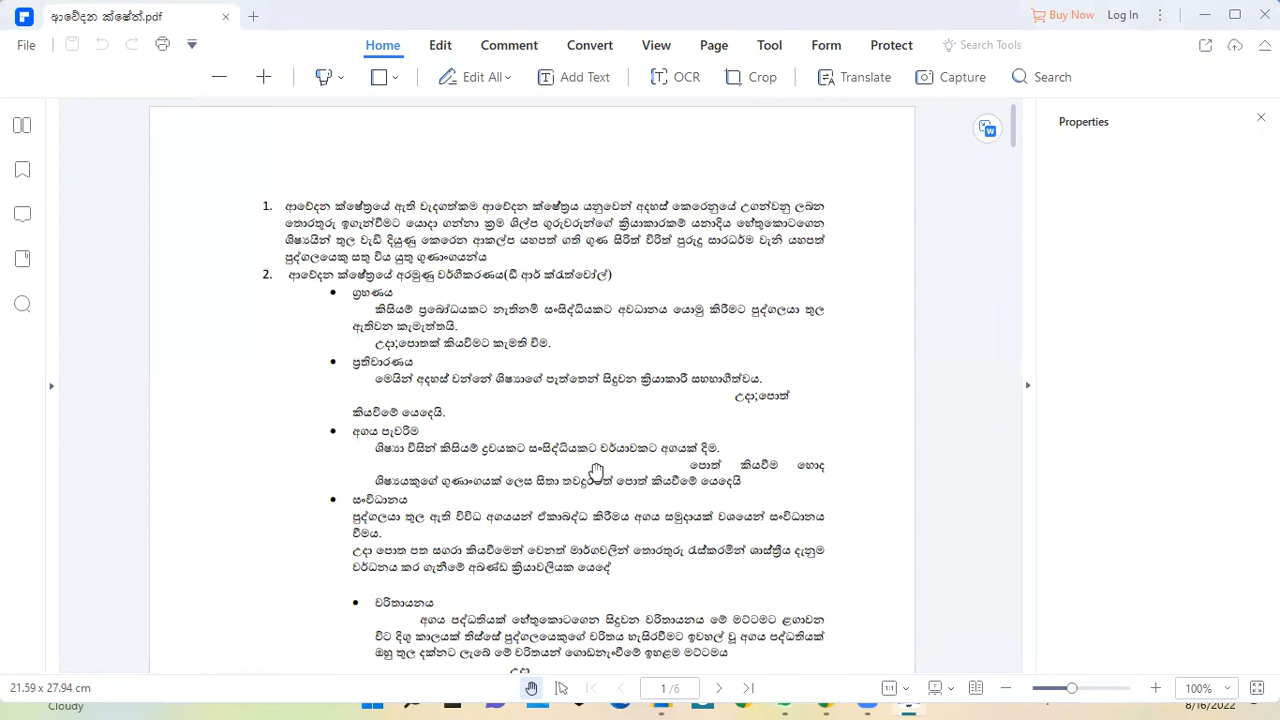 ආවේදන ක්ෂේත්‍ර.pdf
Buy Now
Log In
File
Home
Edit
Comment
Convert
View
Page
Tool
Form
Protect
Search Tools
Edit All
Add Text
OCR
Crop
Translate
Capture
Search
Properties
1. ආවේදන ක්ෂේත්‍රයේ ඇති වැදගත්කම ආවේදන ක්ෂේත්‍රය යනුවෙන් අදහස් කෙරෙනුයේ උගන්වනු ලබන
තොරතුරු ඉගැන්වීමට යොදා ගන්නා ක්‍රම ශිල්ප ගුරුවරුන්ගේ ක්‍රියාකාරකම් යනාදිය හේතුකොටගෙන
ශිෂ්‍යයින් තුල වැඩි දියුණු කෙරෙන ආකල්ප යහපත් ගති ගුණ සිරිත් විරිත් පුරුදු සාරධර්ම වැනි යහපත්
පුද්ගලයෙකු සතු විය යුතු ගුණාංගයන්ය
2. ආවේදන ක්ෂේත්‍රයේ අරමුණු වර්ගීකරණය(ඩී ආර් ක්රැත්වෝල්)
• ග්‍රහණය
කිසියම් ප්‍රබෝධයකට නැතිනම් සංසිද්ධියකට අවධානය යොමු කිරීමට පුද්ගලයා තුල
ඇතිවන කැමැත්තයි.
උදා;පොතක් කියවීමට කැමති වීම.
• ප්‍රතිචාරණය
මෙයින් අදහස් වන්නේ ශිෂ්‍යාගේ පැත්තෙන් සිදුවන ක්‍රියාකාරී සහභාගීත්වය.
උදා;පොත්
කියවීමේ යෙදෙයි.
• අගය පැවරීම
ශිෂ්‍යා විසින් කිසියම් ද්‍රව්‍යයකට සංසිද්ධියකට චර්යාවකට අගයක් දීම.
පොත් කියවීම හොද
ශිෂ්‍යයකුගේ ගුණාංගයක් ලෙස සිතා තවදුරටත් පොත් කියවීමේ යෙදෙයි
• සංවිධානය
පුද්ගලයා තුල ඇති විවිධ අගයයන් ඒකාබද්ධ කිරීමය අගය සමුදායක් වශයෙන් සංවිධානය
වීමය.
උදා පොත පත සගරා කියවීමෙන් වෙනත් මාර්ගවලින් තොරතුරු රැස්කරමින් ශාස්ත්‍රීය දැනුම
වර්ධනය කර ගැනීමේ අඛණ්ඩ ක්‍රියාවලියක යෙදේ
• චරිතායනය
අගය පද්ධතියක් හේතුකොටගෙන සිදුවන චරිතායනය මේ මට්ටමට ළගාවන
විට දිගු කාලයක් තිස්සේ පුද්ගලයෙකුගේ චරිතය හැසිරවීමට ඉවහල් වූ අගය පද්ධතියක්
ඔහු තුල දක්නට ලැබේ මේ චරිතයන් ගොඩනැංවීමේ ඉහළම මට්ටමය
උදා
21.59 x 27.94 cm
1 /6
100%
Cloudy
8/16/2022